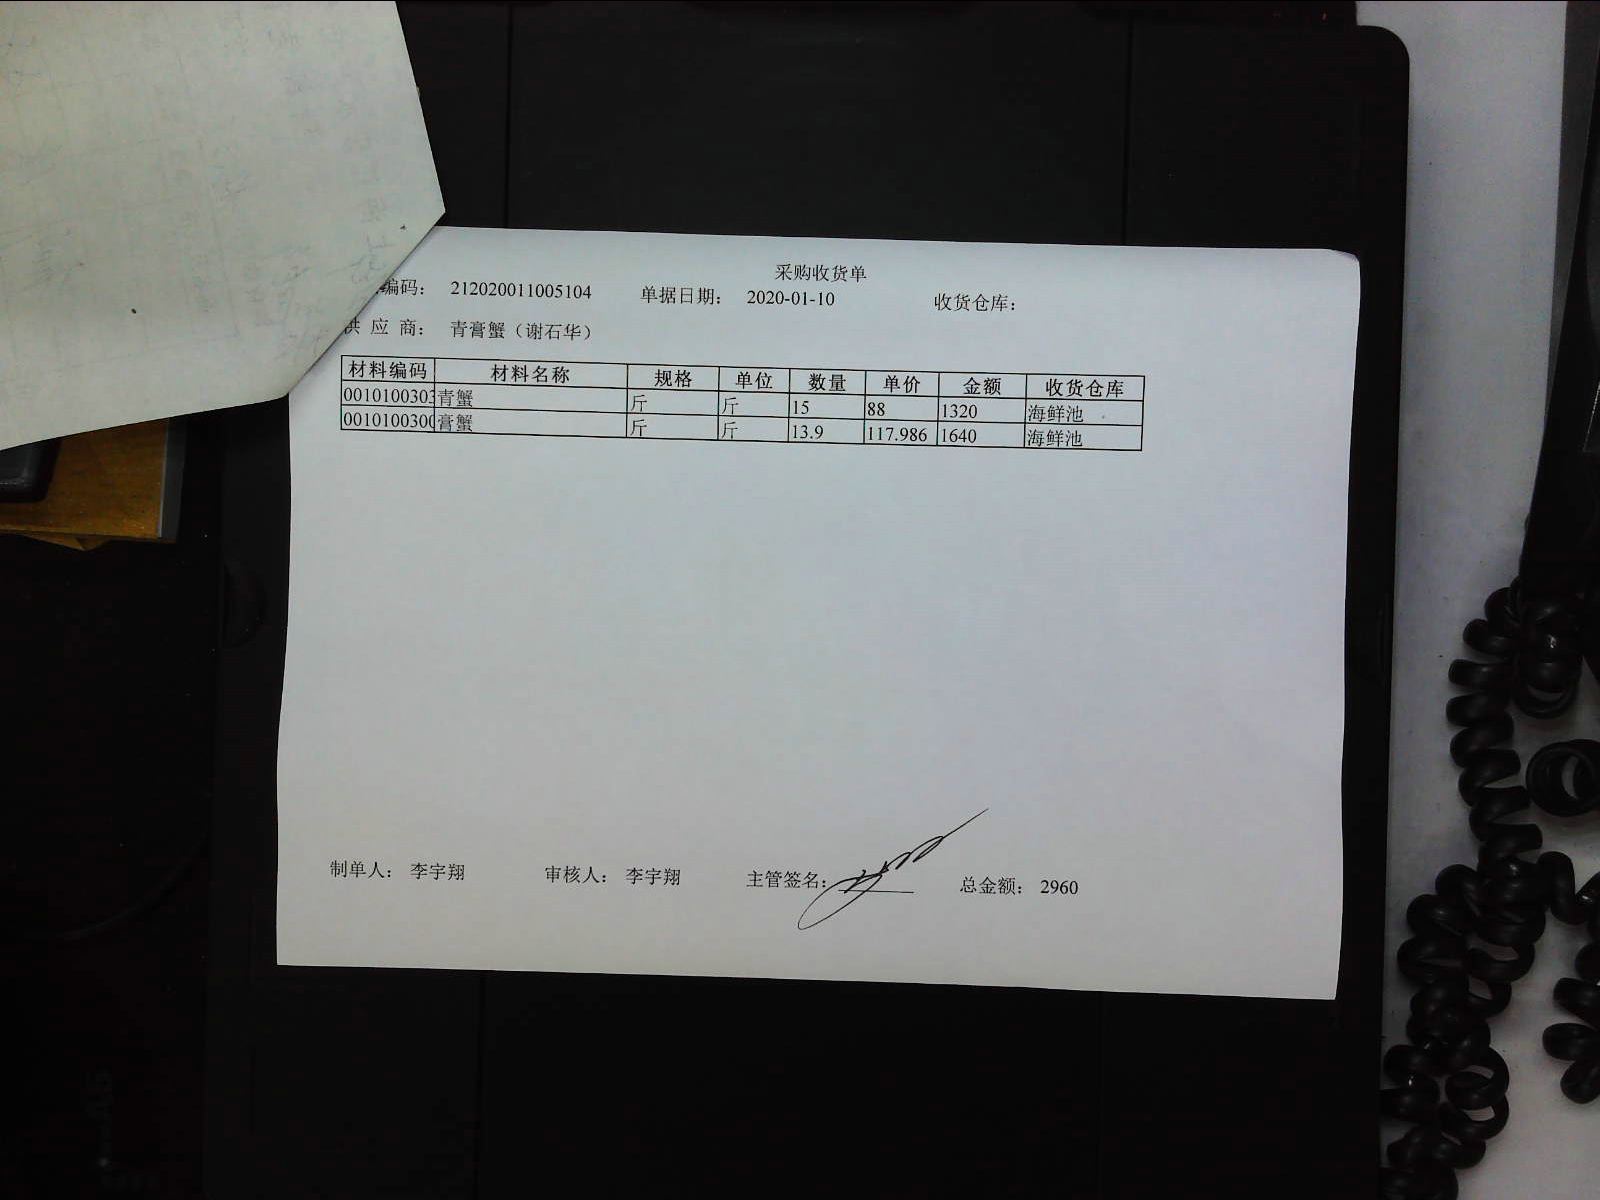 采购收货单
编码： 212020011005104 单据日期： 2020-01-10 收货仓库：
供 应 商： 青膏蟹（谢石华）
材料编码 材料名称 规格 单位 数量 单价 金额 收货仓库
0010100303 青蟹 斤 斤 15 88 1320 海鲜池
0010100300 膏蟹 斤 斤 13.9 117.986 1640 海鲜池
制单人： 李宇翔 审核人： 李宇翔 主管签名： 总金额： 2960